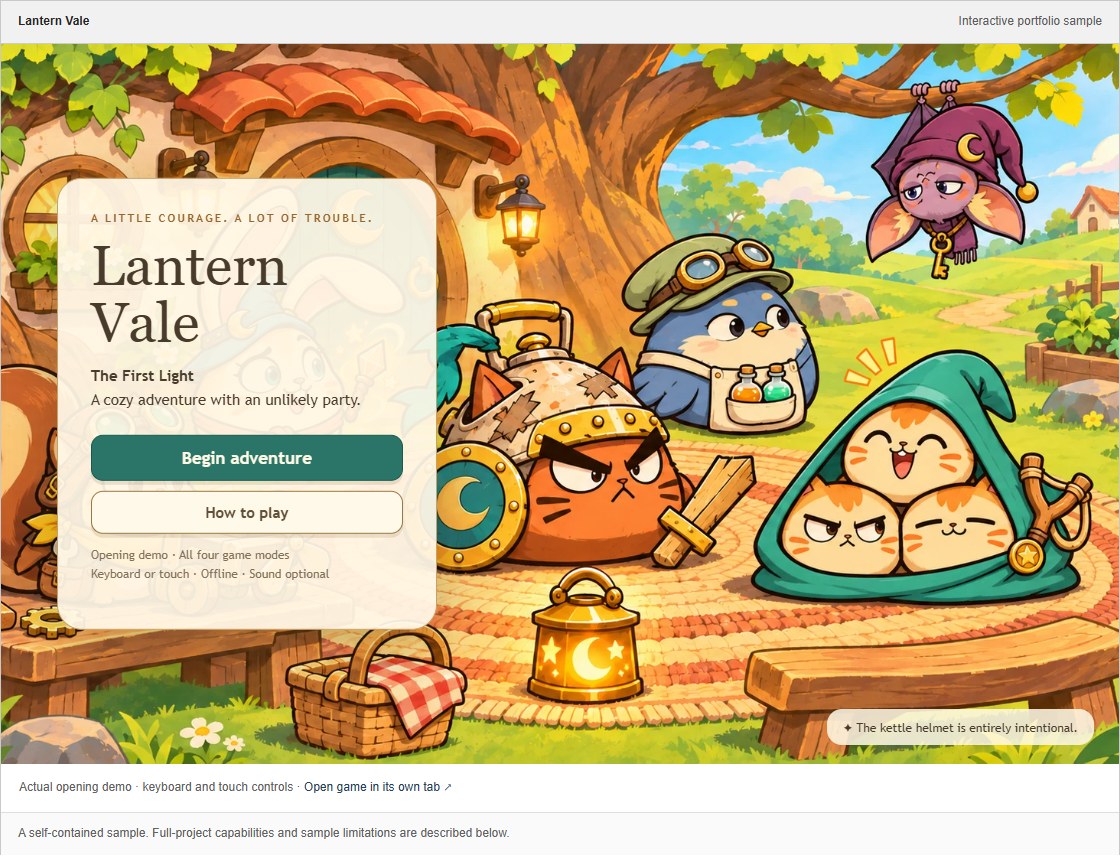 Lantern Vale
Interactive portfolio sample
A LITTLE COURAGE. A LOT OF TROUBLE.
Lantern
Vale
The First Light
A cozy adventure with an unlikely party.
Begin adventure
How to play
Opening demo · All four game modes
Keyboard or touch · Offline · Sound optional
✦ The kettle helmet is entirely intentional.
Actual opening demo · keyboard and touch controls · Open game in its own tab ↗
A self-contained sample. Full-project capabilities and sample limitations are described below.